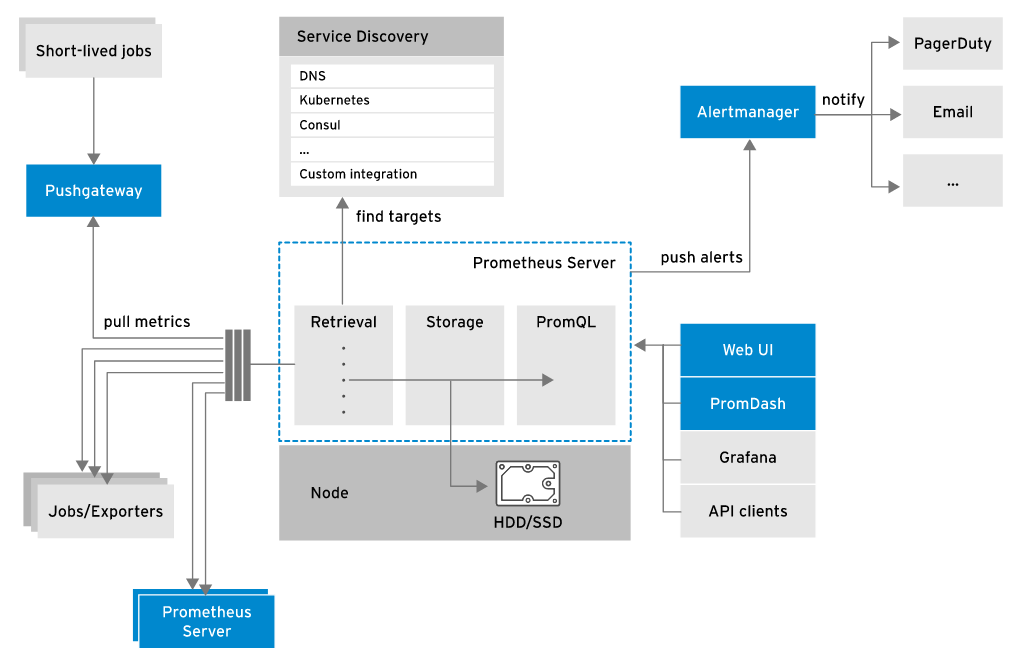 Short-lived jobs
Pushgateway
pull metrics
Jobs/Exporters
Prometheus
Server
Service Discovery
DNS
Kubernetes
Consul
...
Custom integration
find targets
Prometheus Server
Retrieval
Storage
PromQL
Node
HDD/SSD
push alerts
Alertmanager
notify
PagerDuty
Email
...
Web UI
PromDash
Grafana
API clients